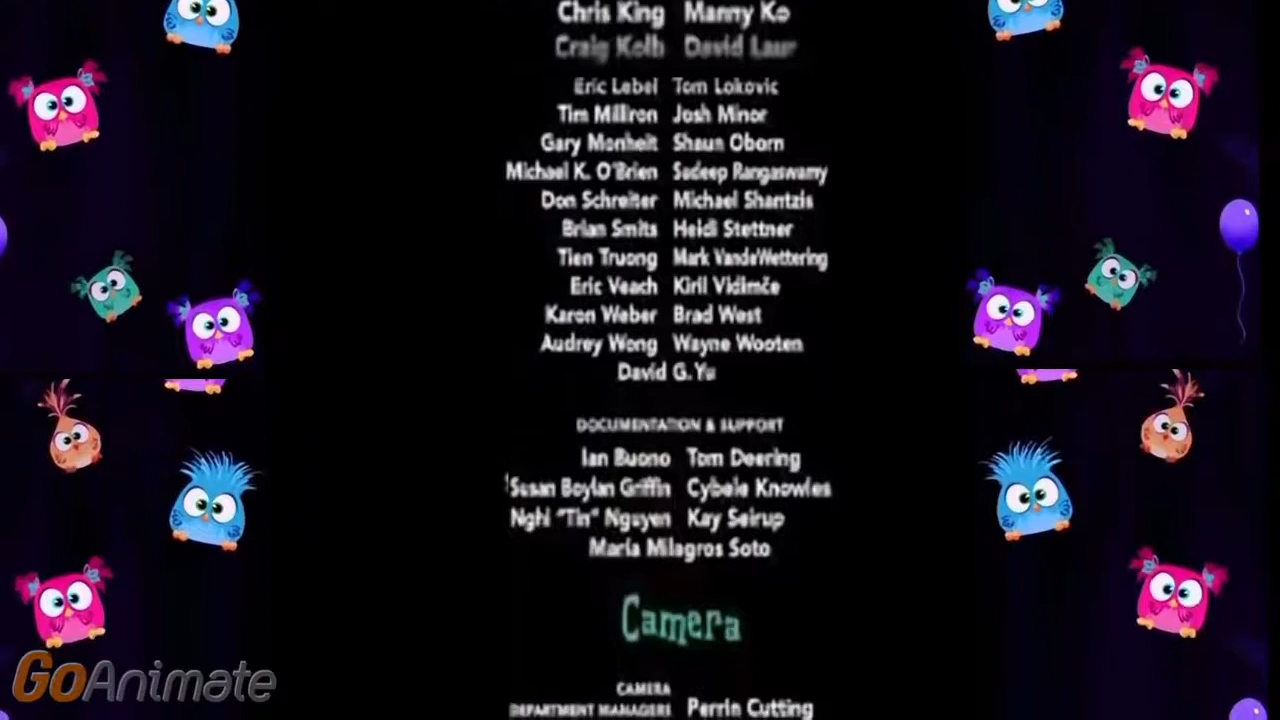 Chris King Manny Ko
Craig Kolb David Laur
Eric Lebel Tom Lokovic
Tim Milliron Josh Minor
Gary Monheit Shaun Oborn
Michael K. O'Brien Sudeep Rangaswamy
Don Schreiter Michael Shantzis
Brian Smits Heidi Stettner
Tien Truong Mark VandeWettering
Eric Veach Kiril Vidimče
Karon Weber Brad West
Audrey Wong Wayne Wooten
David G. Yu
DOCUMENTATION & SUPPORT
Ian Buono Tom Deering
Susan Boylan Griffin Cybele Knowles
Nghi "Tin" Nguyen Kay Seirup
María Milagros Soto
Camera
CAMERA
DEPARTMENT MANAGERS Perrin Cutting
GoAnimate